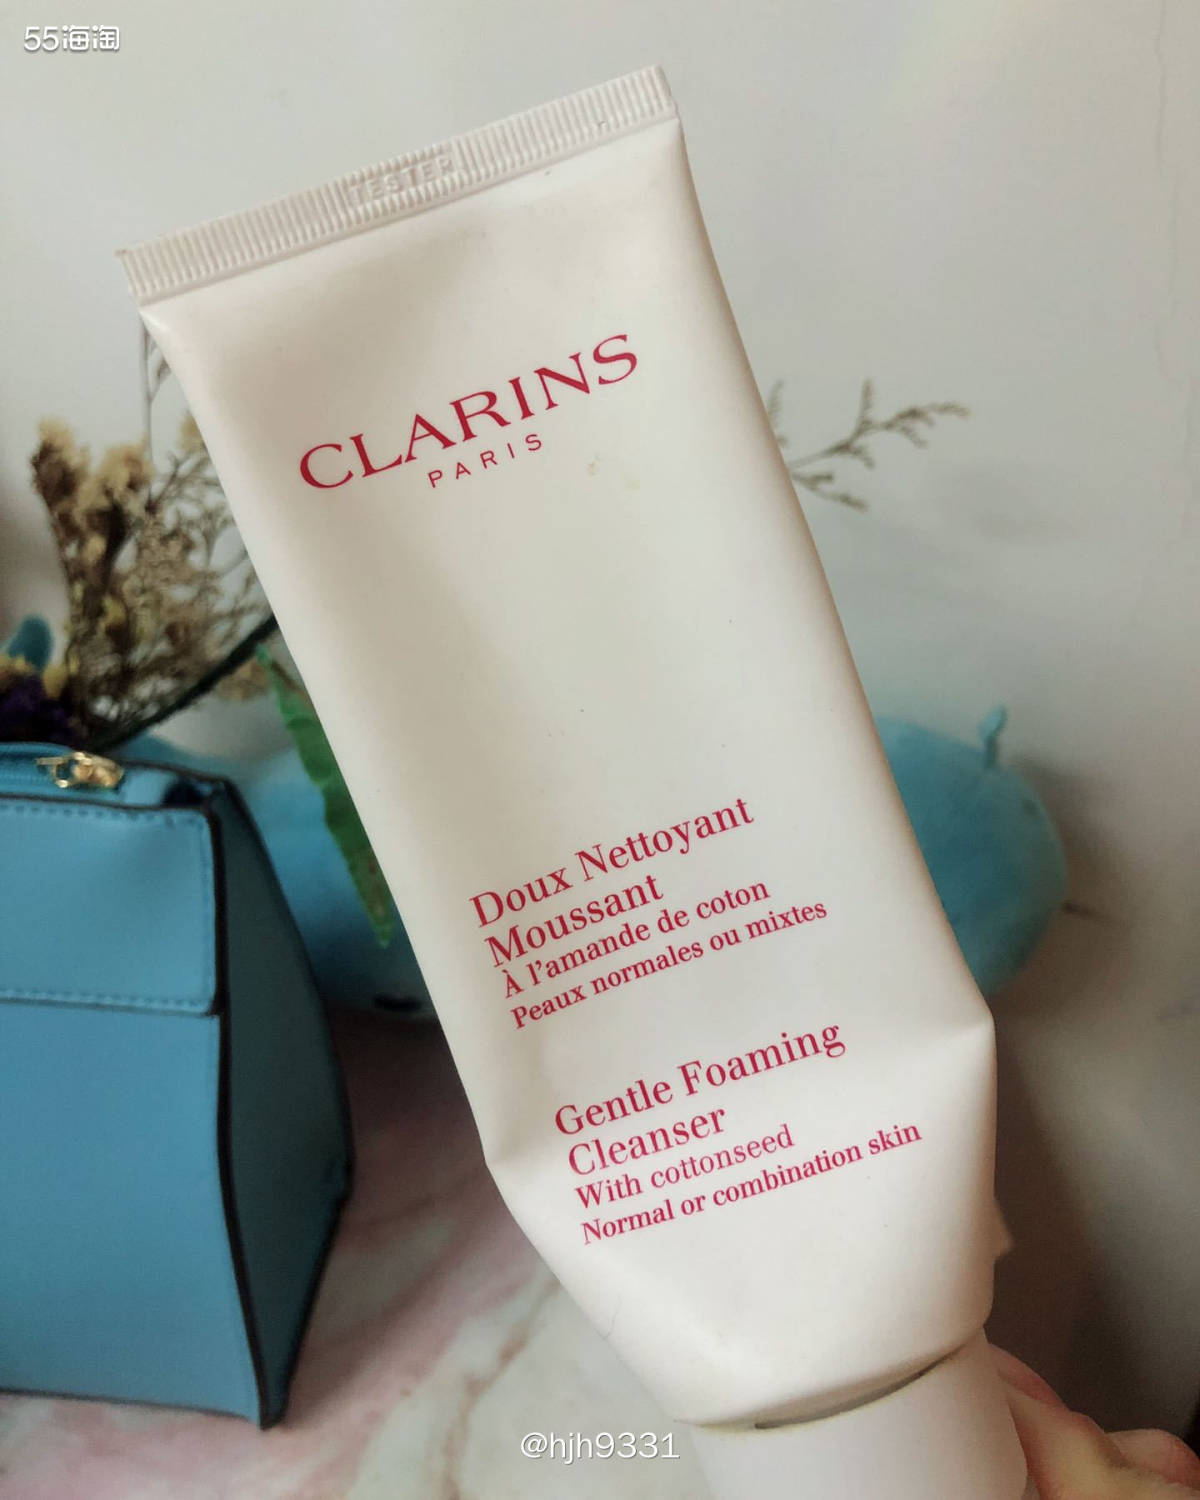 55海淘
TESTER
CLARINS
PARIS
Doux Nettoyant
Moussant
À l'amande de coton
Peaux normales ou mixtes
Gentle Foaming
Cleanser
With cottonseed
Normal or combination skin
@hjh9331